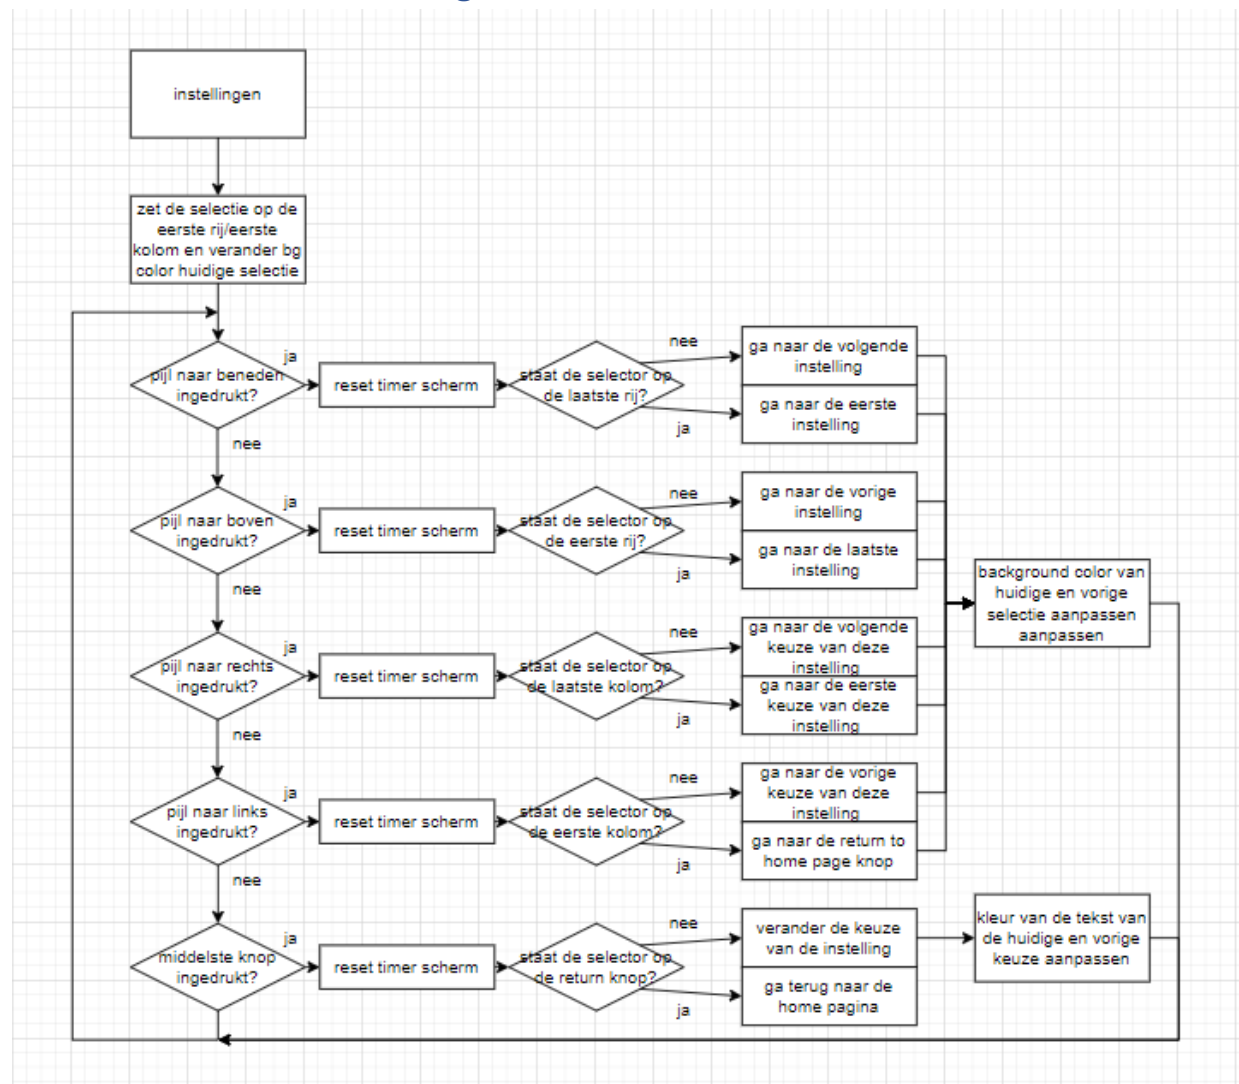 instellingen
zet de selectie op de
eerste rij/eerste
kolom en verander bg
color huidige selectie
pijl naar beneden
ingedrukt?
ja
nee
reset timer scherm
staat de selector op
de laatste rij?
nee
ja
ga naar de volgende
instelling
ga naar de eerste
instelling
pijl naar boven
ingedrukt?
ja
nee
reset timer scherm
staat de selector op
de eerste rij?
nee
ja
ga naar de vorige
instelling
ga naar de laatste
instelling
background color van
huidige en vorige
selectie aanpassen
aanpassen
pijl naar rechts
ingedrukt?
ja
nee
reset timer scherm
staat de selector op
de laatste kolom?
nee
ja
ga naar de volgende
keuze van deze
instelling
ga naar de eerste
keuze van deze
instelling
pijl naar links
ingedrukt?
ja
nee
reset timer scherm
staat de selector op
de eerste kolom?
nee
ja
ga naar de vorige
keuze van deze
instelling
ga naar de return to
home page knop
middelste knop
ingedrukt?
ja
reset timer scherm
staat de selector op
de return knop?
nee
ja
verander de keuze
van de instelling
ga terug naar de
home pagina
kleur van de tekst van
de huidige en vorige
keuze aanpassen